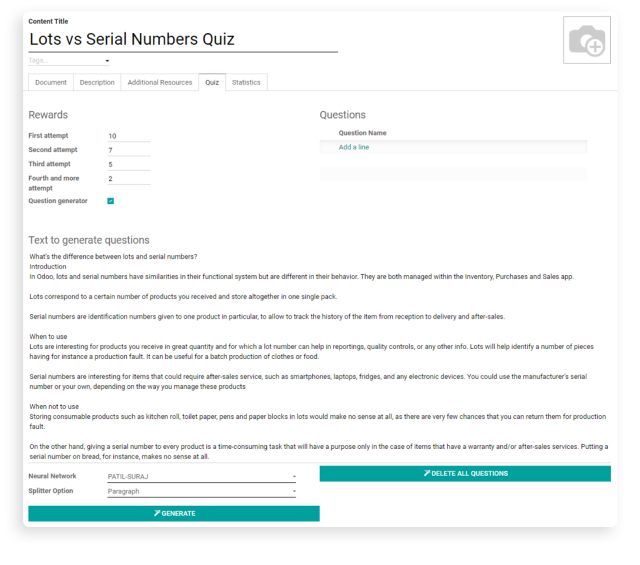 Content Title
Lots vs Serial Numbers Quiz
Tags...
Document Description Additional Resources Quiz Statistics
Rewards
First attempt 10
Second attempt 7
Third attempt 5
Fourth and more attempt 2
Question generator
Questions
Question Name
Add a line
Text to generate questions
What's the difference between lots and serial numbers?
Introduction
In Odoo, lots and serial numbers have similarities in their functional system but are different in their behavior. They are both managed within the Inventory, Purchases and Sales app.
Lots correspond to a certain number of products you received and store altogether in one single pack.
Serial numbers are identification numbers given to one product in particular, to allow to track the history of the item from reception to delivery and after-sales.
When to use
Lots are interesting for products you receive in great quantity and for which a lot number can help in reportings, quality controls, or any other info. Lots will help identify a number of pieces
having for instance a production fault. It can be useful for a batch production of clothes or food.
Serial numbers are interesting for items that could require after-sales service, such as smartphones, laptops, fridges, and any electronic devices. You could use the manufacturer's serial
number or your own, depending on the way you manage these products
When not to use
Storing consumable products such as kitchen roll, toilet paper, pens and paper blocks in lots would make no sense at all, as there are very few chances that you can return them for production
fault.
On the other hand, giving a serial number to every product is a time-consuming task that will have a purpose only in the case of items that have a warranty and/or after-sales services. Putting a
serial number on bread, for instance, makes no sense at all.
Neural Network PATIL-SURAJ
Splitter Option Paragraph
GENERATE
DELETE ALL QUESTIONS